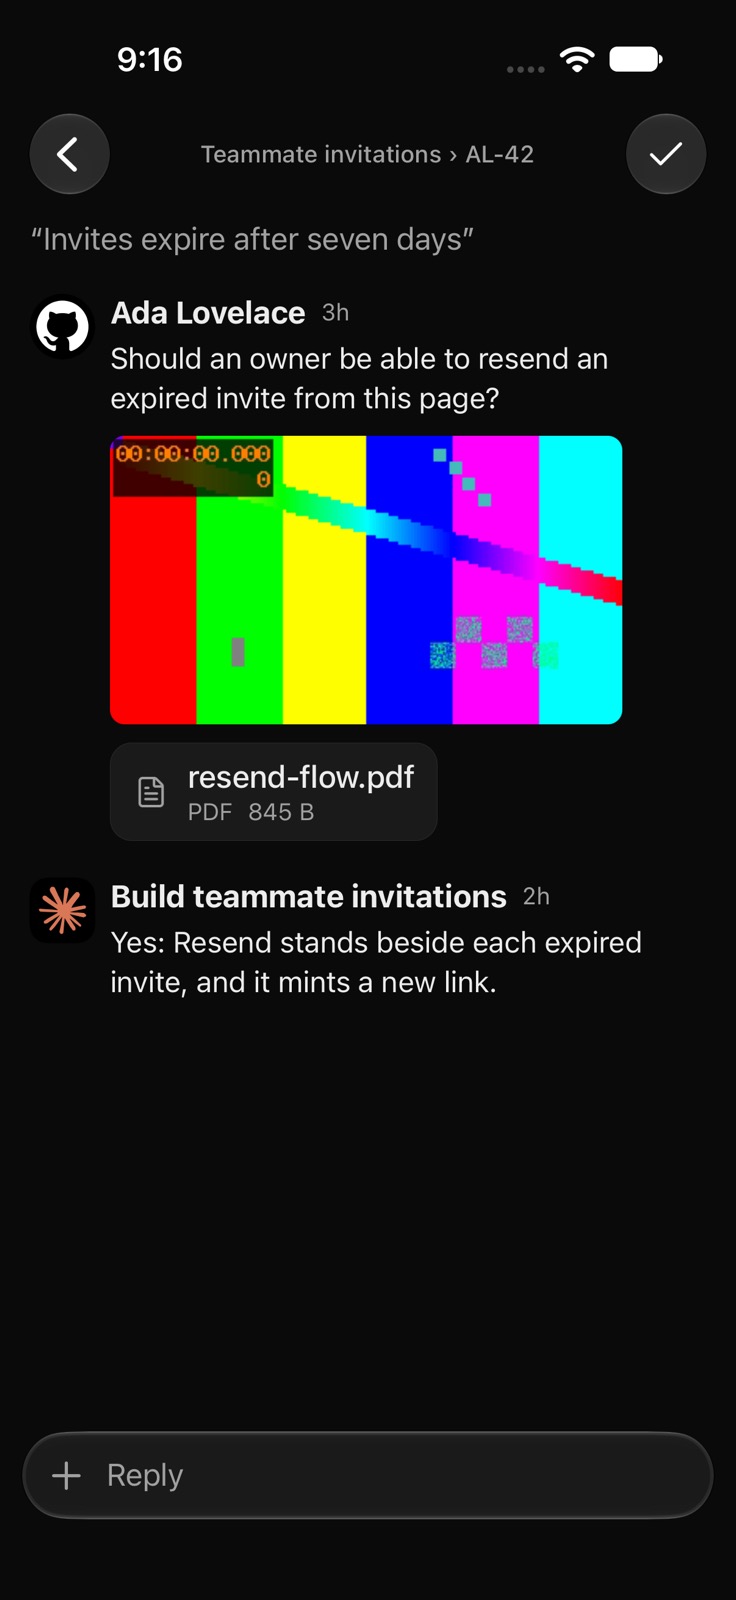 9:16
Teammate invitations › AL-42
“Invites expire after seven days”
Ada Lovelace 3h
Should an owner be able to resend an
expired invite from this page?
00:00:00.000
0
resend-flow.pdf
PDF 845 B
Build teammate invitations 2h
Yes: Resend stands beside each expired
invite, and it mints a new link.
Reply